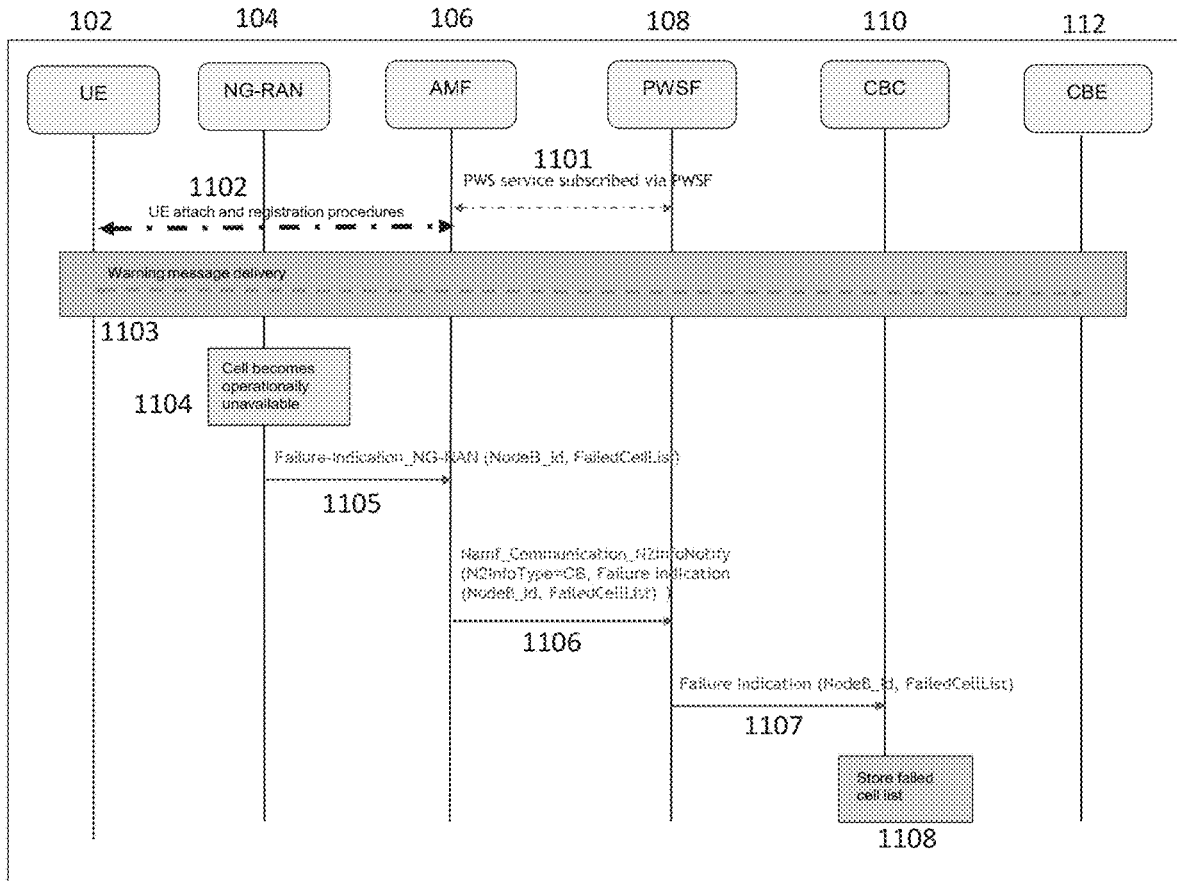 102 104 106 108 110 112
UE NG-RAN AMF PWSF CBC CBE
1101
PWS service subscribed via PWSF
1102
UE attach and registration procedures
Warning message delivery
1103
Cell becomes
operationally
unavailable
1104
Failure-Indication_NG-RAN (NodeB_id, FailedCellList)
1105
Namf_Communication_N2InfoNotify
(N2InfoType=CB, Failure Indication
(NodeB_id, FailedCellList) )
1106
Failure Indication (NodeB_id, FailedCellList)
1107
Store failed
cell list
1108